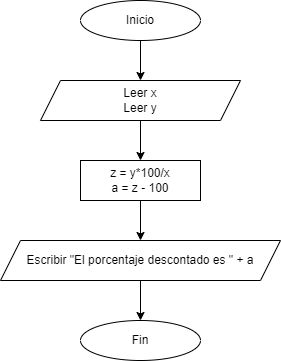 Inicio
Leer x
Leer y
z = y*100/x
a = z - 100
Escribir "El porcentaje descontado es " + a
Fin